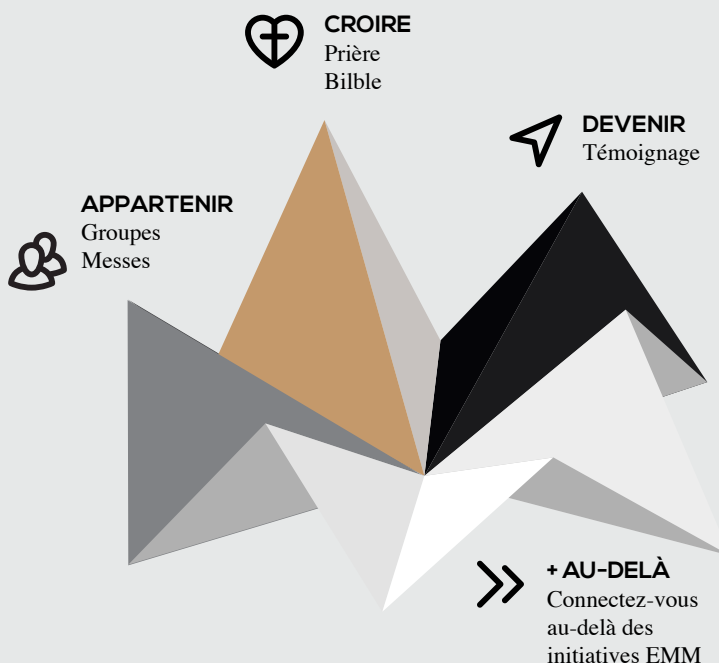 CROIRE
Prière
Bilble
DEVENIR
Témoignage
APPARTENIR
Groupes
Messes
+ AU-DELÀ
Connectez-vous
au-delà des
initiatives EMM